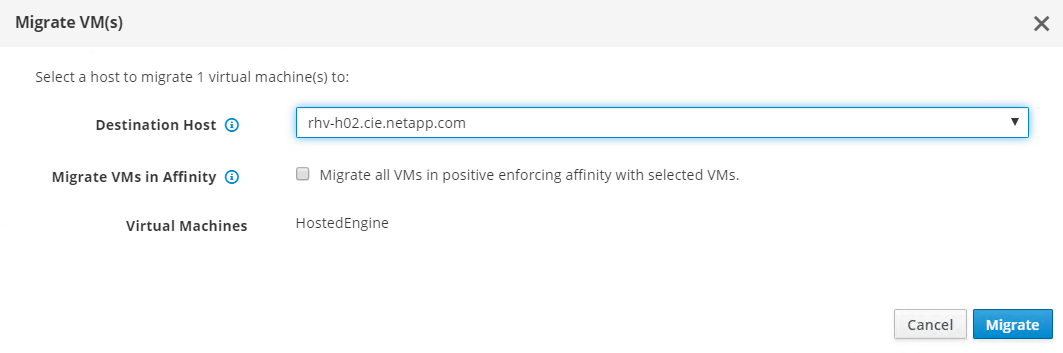 Migrate VM(s)
Select a host to migrate 1 virtual machine(s) to:
Destination Host
rhv-h02.cie.netapp.com
Migrate VMs in Affinity
Migrate all VMs in positive enforcing affinity with selected VMs.
Virtual Machines
HostedEngine
Cancel
Migrate